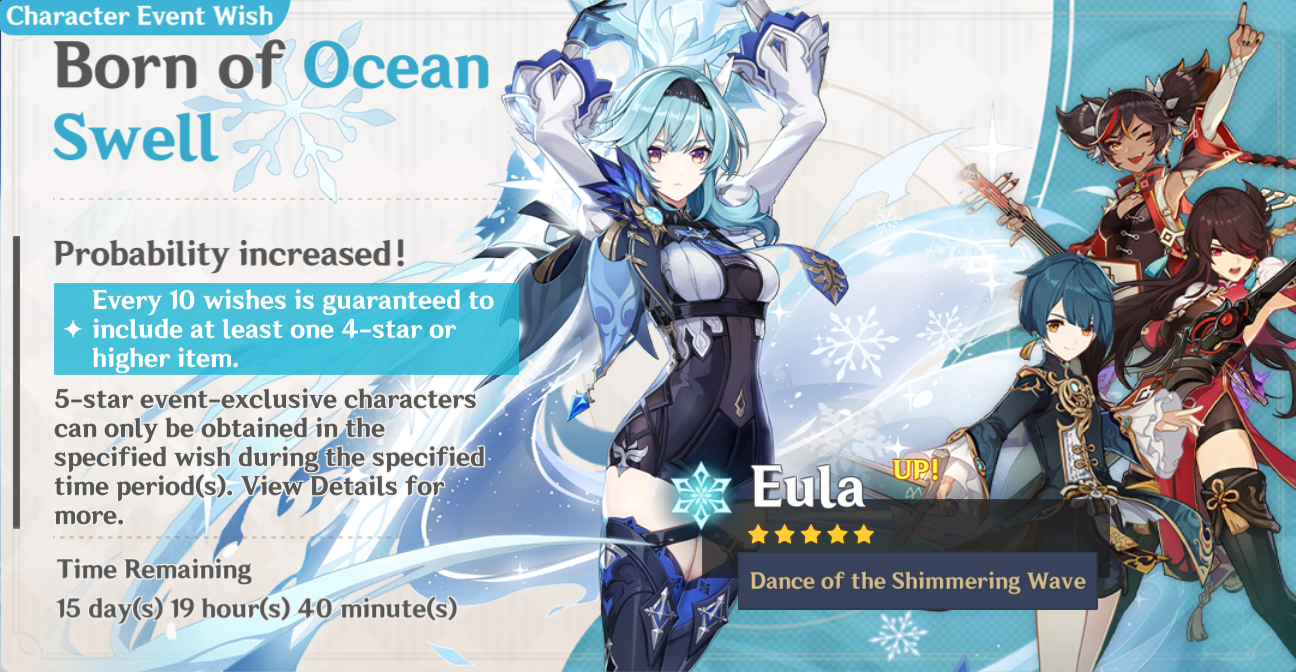 Character Event Wish
Born of Ocean
Swell
Probability increased!
Every 10 wishes is guaranteed to
include at least one 4-star or
higher item.
5-star event-exclusive characters
can only be obtained in the
specified wish during the specified
time period(s). View Details for
more.
Time Remaining
15 day(s) 19 hour(s) 40 minute(s)
Eula
UP!
Dance of the Shimmering Wave